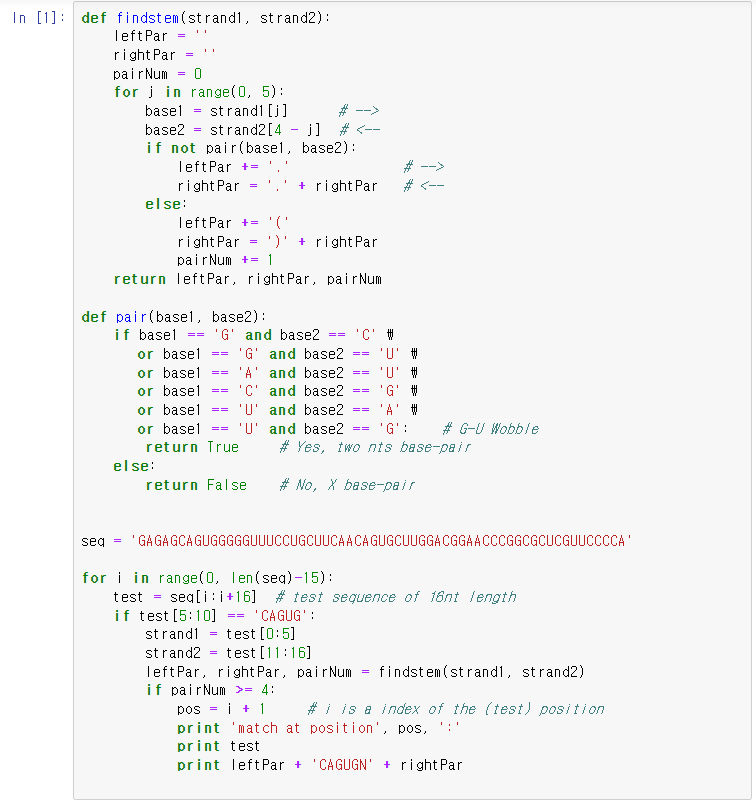 In [1]:
def findstem(strand1, strand2):
    leftPar = ''
    rightPar = ''
    pairNum = 0
    for j in range(0, 5):
        base1 = strand1[j]      # -->
        base2 = strand2[4 - j]  # <--
        if not pair(base1, base2):
            leftPar += '.'              # -->
            rightPar = '.' + rightPar   # <--
        else:
            leftPar += '('
            rightPar = ')' + rightPar
            pairNum += 1
    return leftPar, rightPar, pairNum
def pair(base1, base2):
    if base1 == 'G' and base2 == 'C' ₩
       or base1 == 'G' and base2 == 'U' ₩
       or base1 == 'A' and base2 == 'U' ₩
       or base1 == 'C' and base2 == 'G' ₩
       or base1 == 'U' and base2 == 'A' ₩
       or base1 == 'U' and base2 == 'G':    # G-U Wobble
        return True     # Yes, two nts base-pair
    else:
        return False    # No, X base-pair
seq = 'GAGAGCAGUGGGGGUUUCCUGCUUCAACAGUGCUUGGACGGAACCCGGCGCUCGUUCCCCA'
for i in range(0, len(seq)-15):
    test = seq[i:i+16]  # test sequence of 16nt length
    if test[5:10] == 'CAGUG':
        strand1 = test[0:5]
        strand2 = test[11:16]
        leftPar, rightPar, pairNum = findstem(strand1, strand2)
        if pairNum >= 4:
            pos = i + 1     # i is a index of the (test) position
            print 'match at position', pos, ':'
            print test
            print leftPar + 'CAGUGN' + rightPar